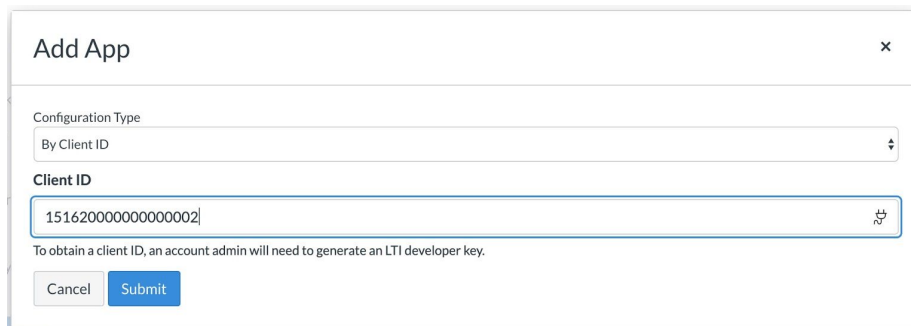 Add App
×
Configuration Type
By Client ID
Client ID
151620000000000002
To obtain a client ID, an account admin will need to generate an LTI developer key.
Cancel Submit